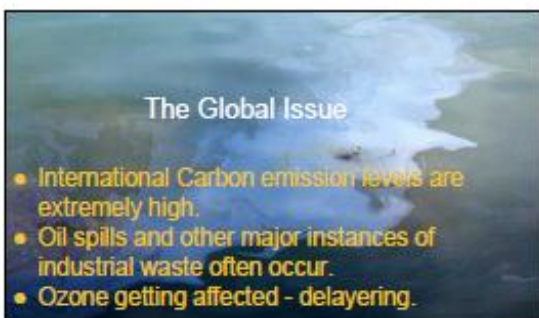 The Global Issue
● International Carbon emission levels are
extremely high.
● Oil spills and other major instances of
industrial waste often occur.
● Ozone getting affected - delayering.